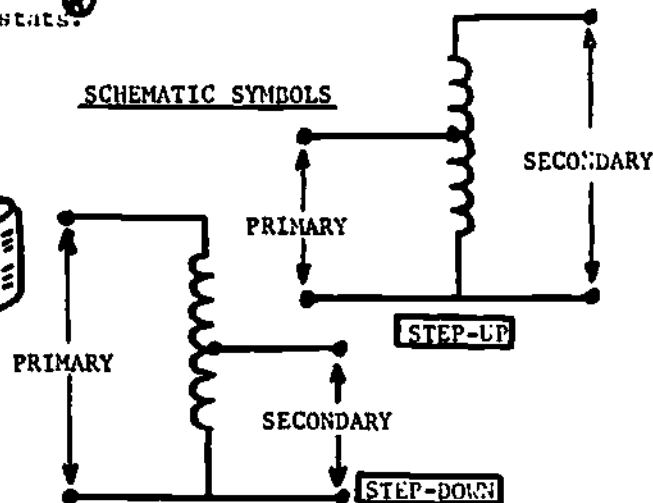 SCHEMATIC SYMBOLS
SECONDARY
PRIMARY
STEP-UP
PRIMARY
SECONDARY
STEP-DOWN